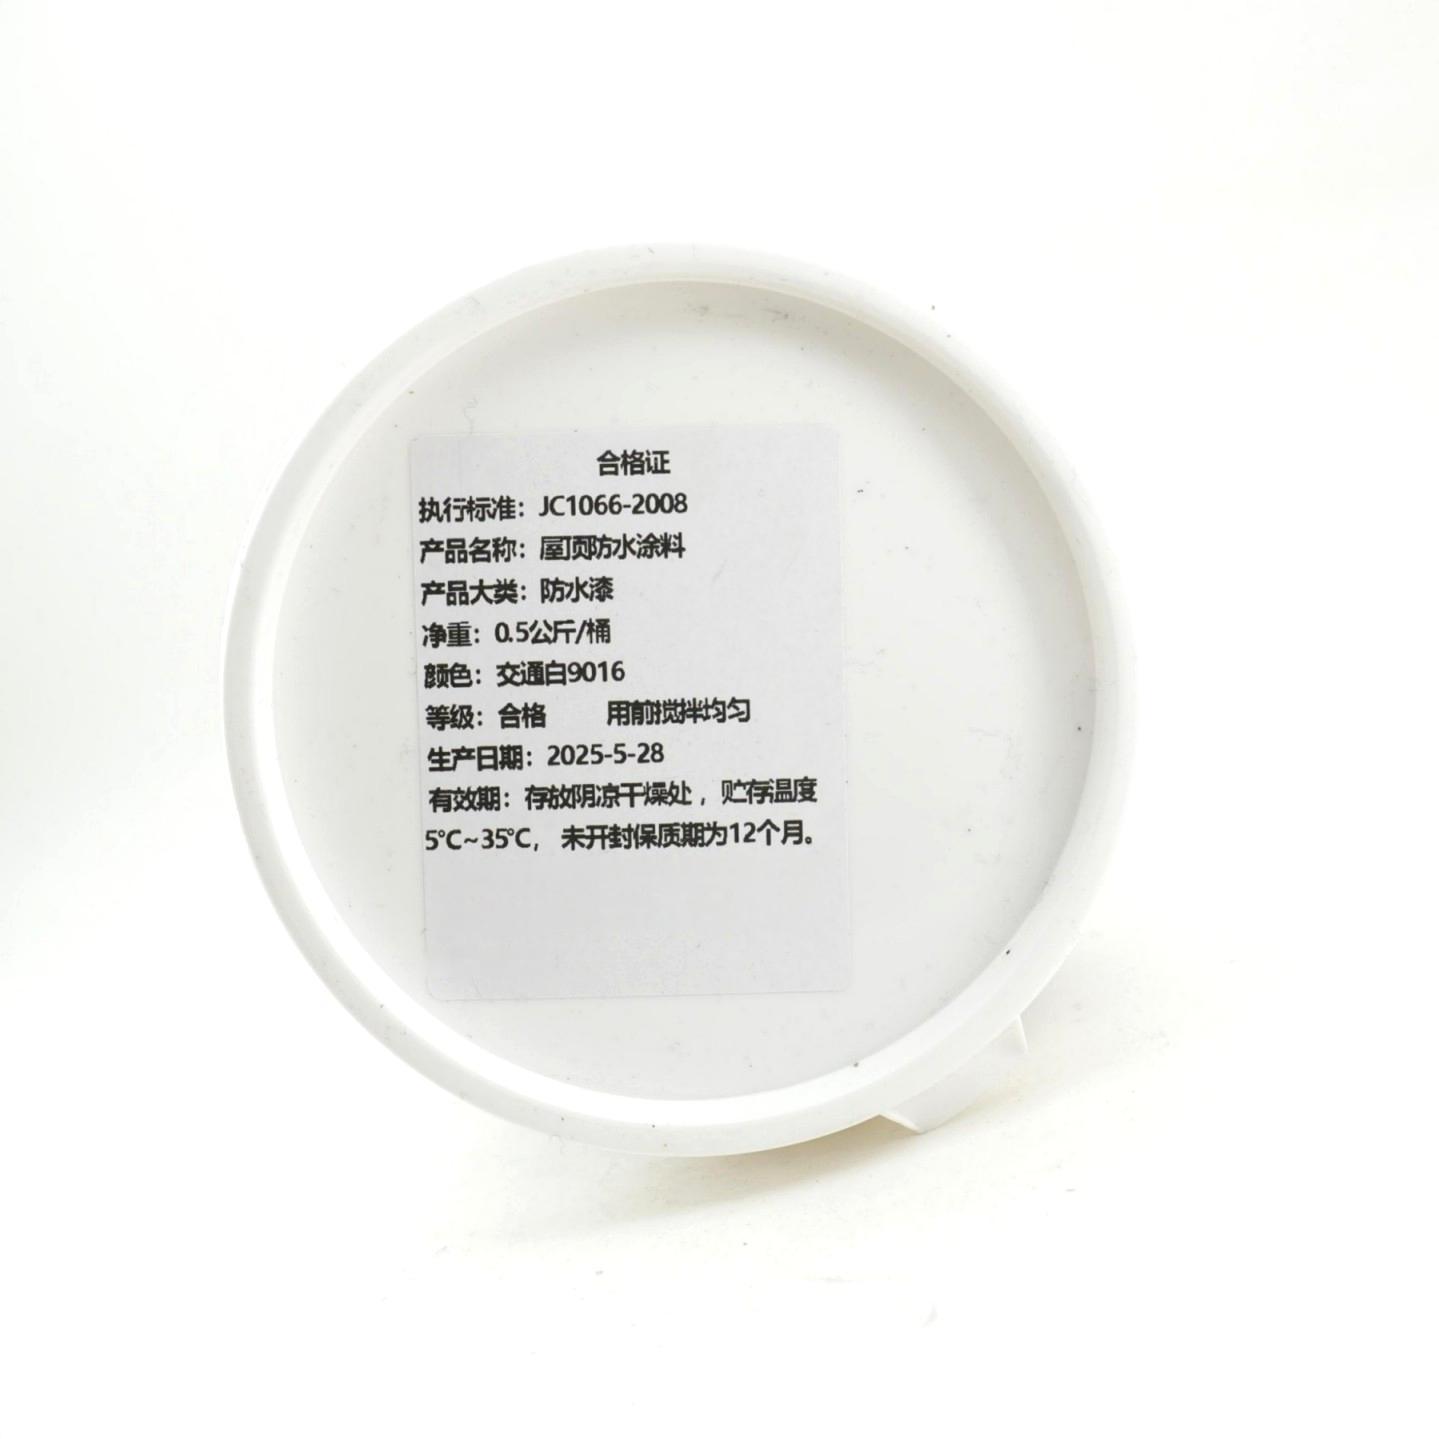 合格证
执行标准：JC1066-2008
产品名称：屋顶防水涂料
产品大类：防水漆
净重：0.5公斤/桶
颜色：交通白9016
等级：合格 用前搅拌均匀
生产日期：2025-5-28
有效期：存放阴凉干燥处，贮存温度
5℃~35℃， 未开封保质期为12个月。